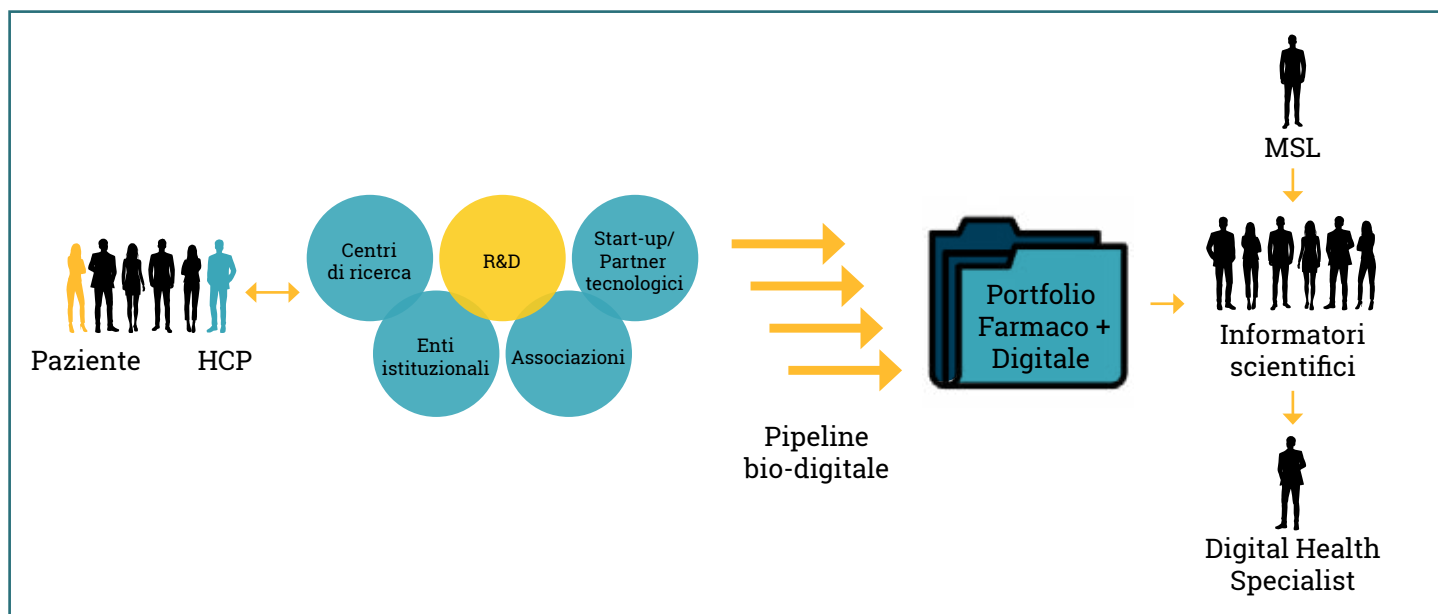 Paziente
HCP
Centri
di ricerca
R&D
Start-up/
Partner
tecnologici
Enti
istituzionali
Associazioni
Pipeline
bio-digitale
Portfolio
Farmaco +
Digitale
MSL
Informatori
scientifici
Digital Health
Specialist